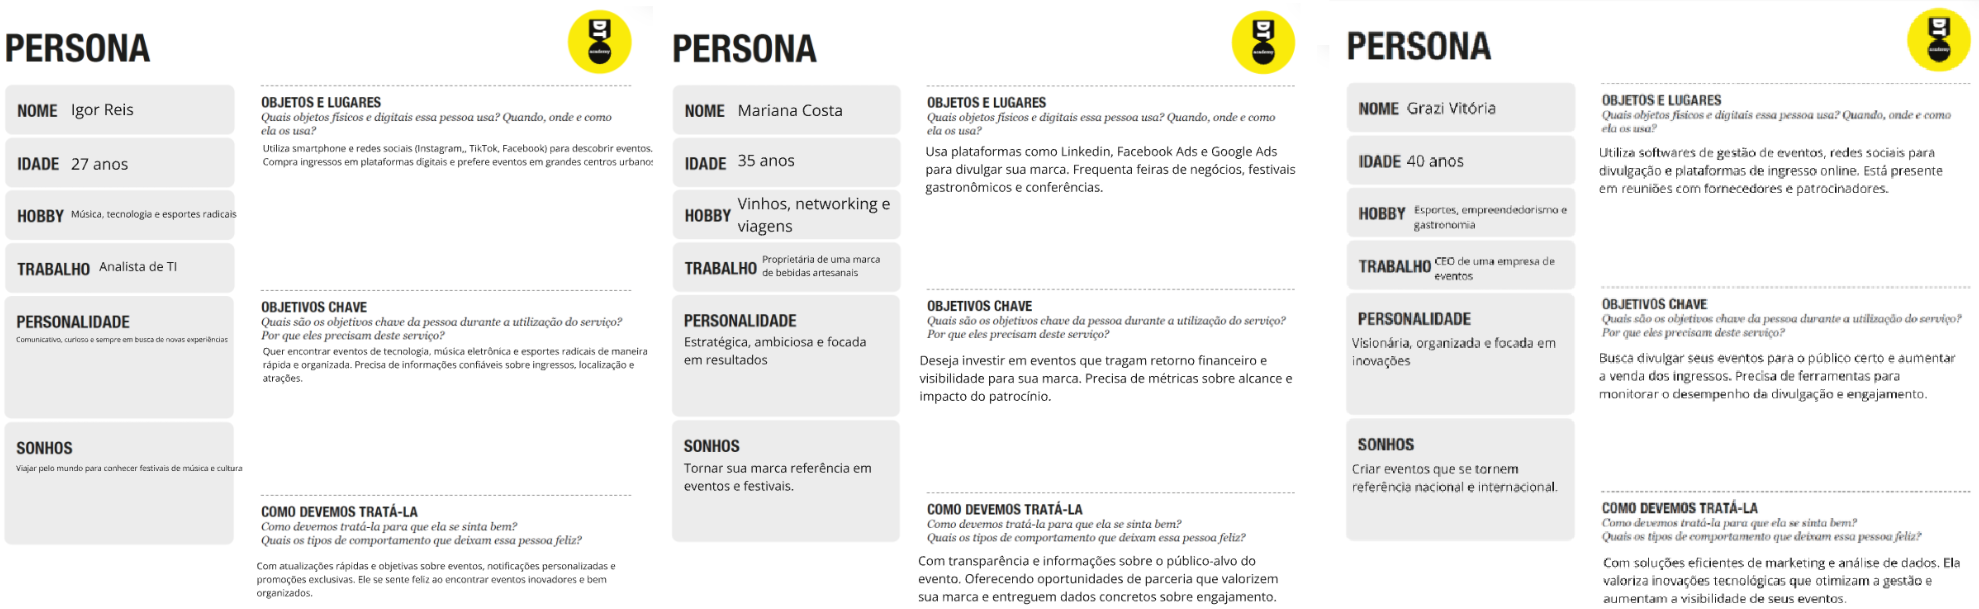 PERSONA
DT
academy
NOME Igor Reis
IDADE 27 anos
HOBBY Música, tecnologia e esportes radicais
TRABALHO Analista de TI
PERSONALIDADE
Comunicativo, curioso e sempre em busca de novas experiências
SONHOS
Viajar pelo mundo para conhecer festivais de música e cultura
OBJETOS E LUGARES
Quais objetos físicos e digitais essa pessoa usa? Quando, onde e como
ela os usa?
Utiliza smartphone e redes sociais (Instagram,, TikTok, Facebook) para descobrir eventos.
Compra ingressos em plataformas digitais e prefere eventos em grandes centros urbanos
OBJETIVOS CHAVE
Quais são os objetivos chave da pessoa durante a utilização do serviço?
Por que eles precisam deste serviço?
Quer encontrar eventos de tecnologia, música eletrônica e esportes radicais de maneira
rápida e organizada. Precisa de informações confiáveis sobre ingressos, localização e
atrações.
COMO DEVEMOS TRATÁ-LA
Como devemos tratá-la para que ela se sinta bem?
Quais os tipos de comportamento que deixam essa pessoa feliz?
Com atualizações rápidas e objetivas sobre eventos, notificações personalizadas e
promoções exclusivas. Ele se sente feliz ao encontrar eventos inovadores e bem
organizados.
PERSONA
DT
academy
NOME Mariana Costa
IDADE 35 anos
HOBBY Vinhos, networking e
viagens
TRABALHO Proprietária de uma marca
de bebidas artesanais
PERSONALIDADE
Estratégica, ambiciosa e focada
em resultados
SONHOS
Tornar sua marca referência em
eventos e festivais.
OBJETOS E LUGARES
Quais objetos físicos e digitais essa pessoa usa? Quando, onde e como
ela os usa?
Usa plataformas como Linkedin, Facebook Ads e Google Ads
para divulgar sua marca. Frequenta feiras de negócios, festivais
gastronômicos e conferências.
OBJETIVOS CHAVE
Quais são os objetivos chave da pessoa durante a utilização do serviço?
Por que eles precisam deste serviço?
Deseja investir em eventos que tragam retorno financeiro e
visibilidade para sua marca. Precisa de métricas sobre alcance e
impacto do patrocínio.
COMO DEVEMOS TRATÁ-LA
Como devemos tratá-la para que ela se sinta bem?
Quais os tipos de comportamento que deixam essa pessoa feliz?
Com transparência e informações sobre o público-alvo do
evento. Oferecendo oportunidades de parceria que valorizem
sua marca e entreguem dados concretos sobre engajamento.
PERSONA
DT
academy
NOME Grazi Vitória
IDADE 40 anos
HOBBY Esportes, empreendedorismo e
gastronomia
TRABALHO CEO de uma empresa de
eventos
PERSONALIDADE
Visionária, organizada e focada em
inovações
SONHOS
Criar eventos que se tornem
referência nacional e internacional.
OBJETOS E LUGARES
Quais objetos físicos e digitais essa pessoa usa? Quando, onde e como
ela os usa?
Utiliza softwares de gestão de eventos, redes sociais para
divulgação e plataformas de ingresso online. Está presente
em reuniões com fornecedores e patrocinadores.
OBJETIVOS CHAVE
Quais são os objetivos chave da pessoa durante a utilização do serviço?
Por que eles precisam deste serviço?
Busca divulgar seus eventos para o público certo e aumentar
a venda dos ingressos. Precisa de ferramentas para
monitorar o desempenho da divulgação e engajamento.
COMO DEVEMOS TRATÁ-LA
Como devemos tratá-la para que ela se sinta bem?
Quais os tipos de comportamento que deixam essa pessoa feliz?
Com soluções eficientes de marketing e análise de dados. Ela
valoriza inovações tecnológicas que otimizam a gestão e
aumentam a visibilidade de seus eventos.